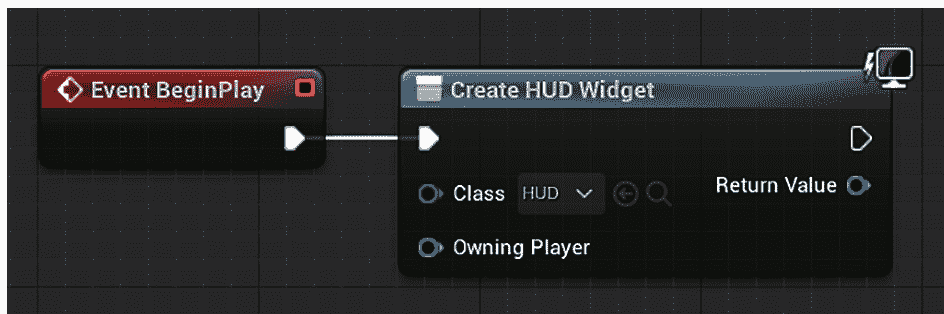 Event BeginPlay
Create HUD Widget
Class HUD
Return Value
Owning Player